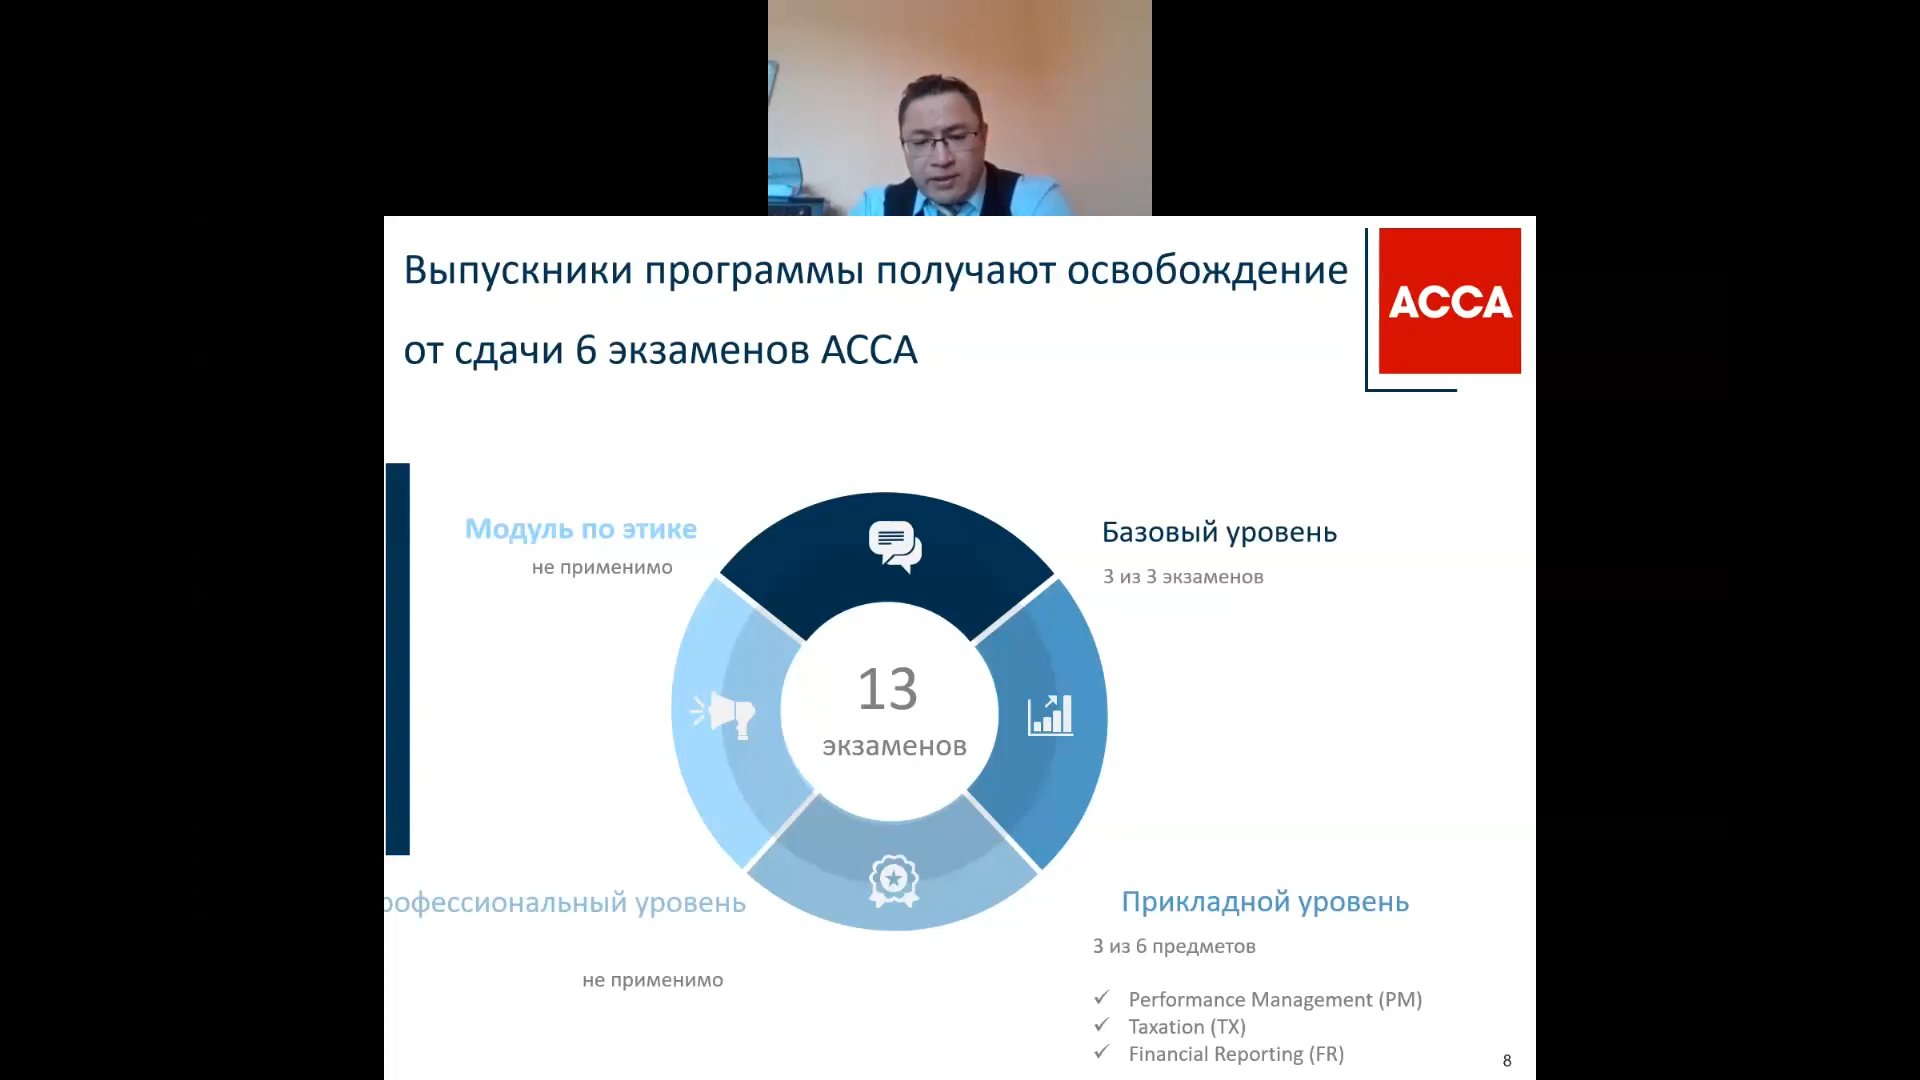 Выпускники программы получают освобождение
от сдачи 6 экзаменов АССА
ACCA
Модуль по этике
не применимо
Базовый уровень
3 из 3 экзаменов
13
экзаменов
рофессиональный уровень
не применимо
Прикладной уровень
3 из 6 предметов
✓ Performance Management (PM)
✓ Taxation (TX)
✓ Financial Reporting (FR)
8